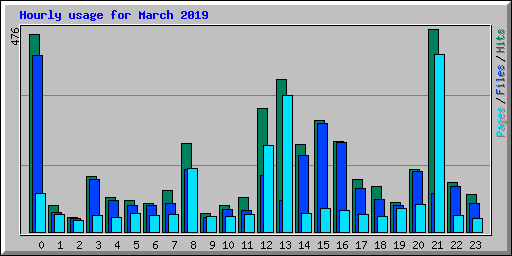 Hourly usage for March 2019
476
Pages / Files / Hits
0 1 2 3 4 5 6 7 8 9 10 11 12 13 14 15 16 17 18 19 20 21 22 23